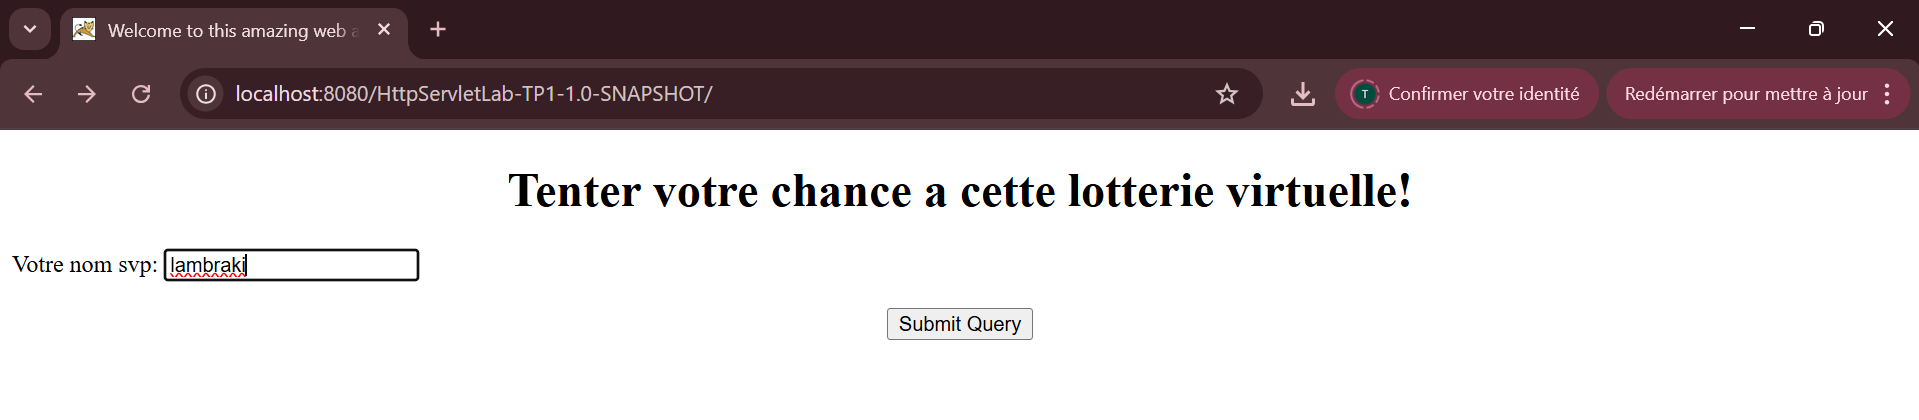 Welcome to this amazing web a
localhost:8080/HttpServletLab-TP1-1.0-SNAPSHOT/
T
Confirmer votre identité
Redémarrer pour mettre à jour
Tenter votre chance a cette lotterie virtuelle!
Votre nom svp: lambraki
Submit Query